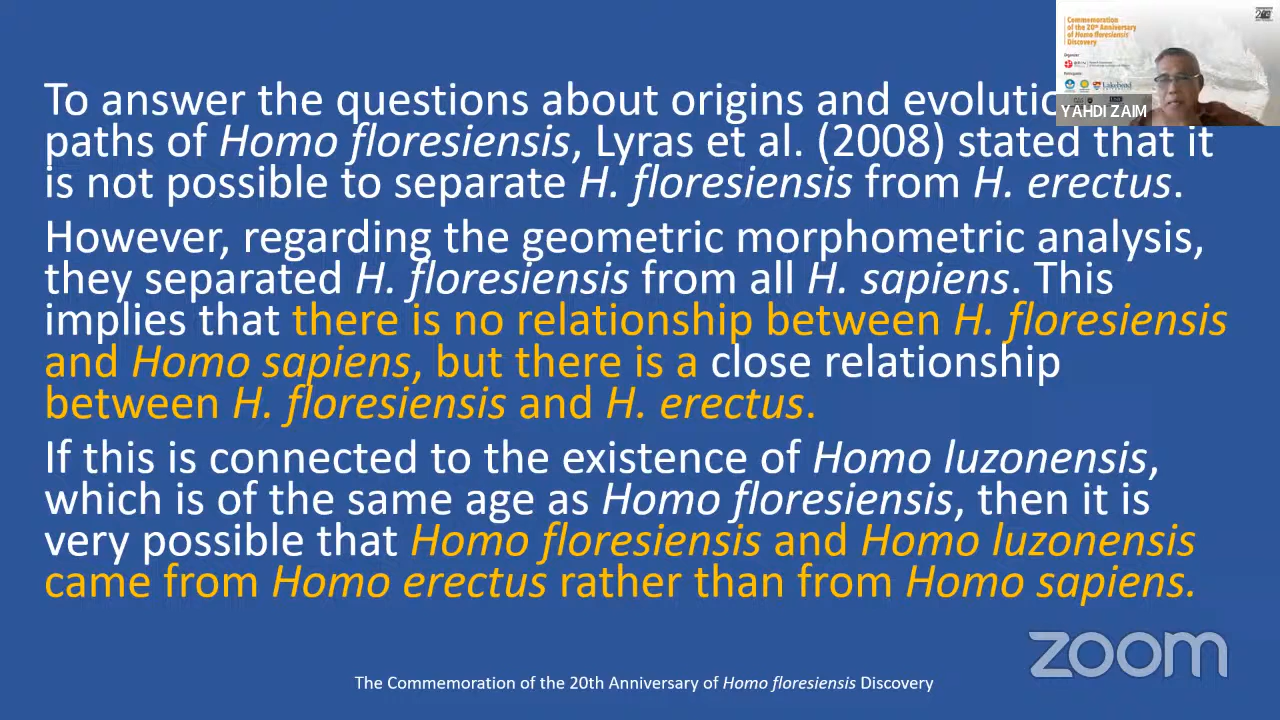 Commemoration
of the 20th Anniversary
of Homo floresiensis
Discovery
Lakehead
YAHDI ZAIM
To answer the questions about origins and evolutio
paths of Homo floresiensis, Lyras et al. (2008) stated that it
is not possible to separate H. floresiensis from H. erectus.
However, regarding the geometric morphometric analysis,
they separated H. floresiensis from all H. sapiens. This
implies that there is no relationship between H. floresiensis
and Homo sapiens, but there is a close relationship
between H. floresiensis and H. erectus.
If this is connected to the existence of Homo luzonensis,
which is of the same age as Homo floresiensis, then it is
very possible that Homo floresiensis and Homo luzonensis
came from Homo erectus rather than from Homo sapiens.
zoom
The Commemoration of the 20th Anniversary of Homo floresiensis Discovery